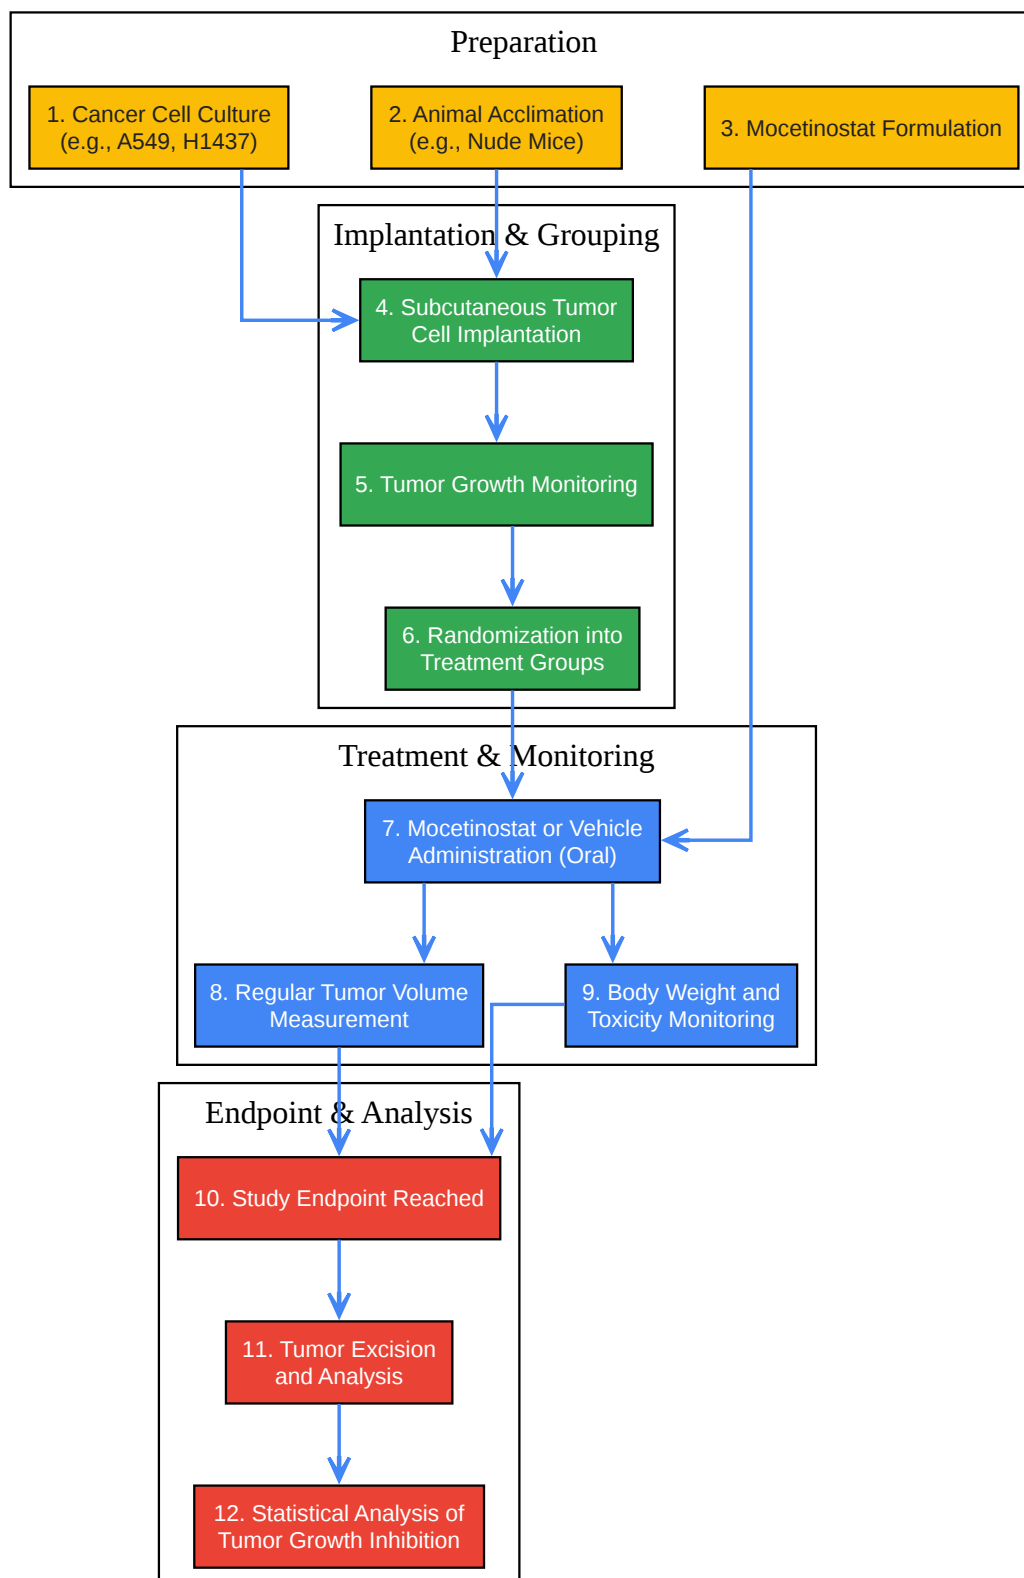 Preparation
1. Cancer Cell Culture
(e.g., A549, H1437)
2. Animal Acclimation
(e.g., Nude Mice)
3. Mocetinostat Formulation
Implantation & Grouping
4. Subcutaneous Tumor
Cell Implantation
5. Tumor Growth Monitoring
6. Randomization into
Treatment Groups
Treatment & Monitoring
7. Mocetinostat or Vehicle
Administration (Oral)
8. Regular Tumor Volume
Measurement
9. Body Weight and
Toxicity Monitoring
Endpoint & Analysis
10. Study Endpoint Reached
11. Tumor Excision
and Analysis
12. Statistical Analysis of
Tumor Growth Inhibition